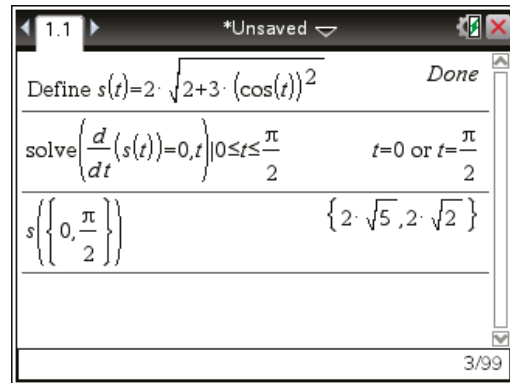 1.1 *Unsaved
Define s(t)=2·√(2+3·(cos(t))²) Done
solve(d/dt(s(t))=0,t)|0≤t≤π/2 t=0 or t=π/2
s({0,π/2}) {2·√5,2·√2}
3/99